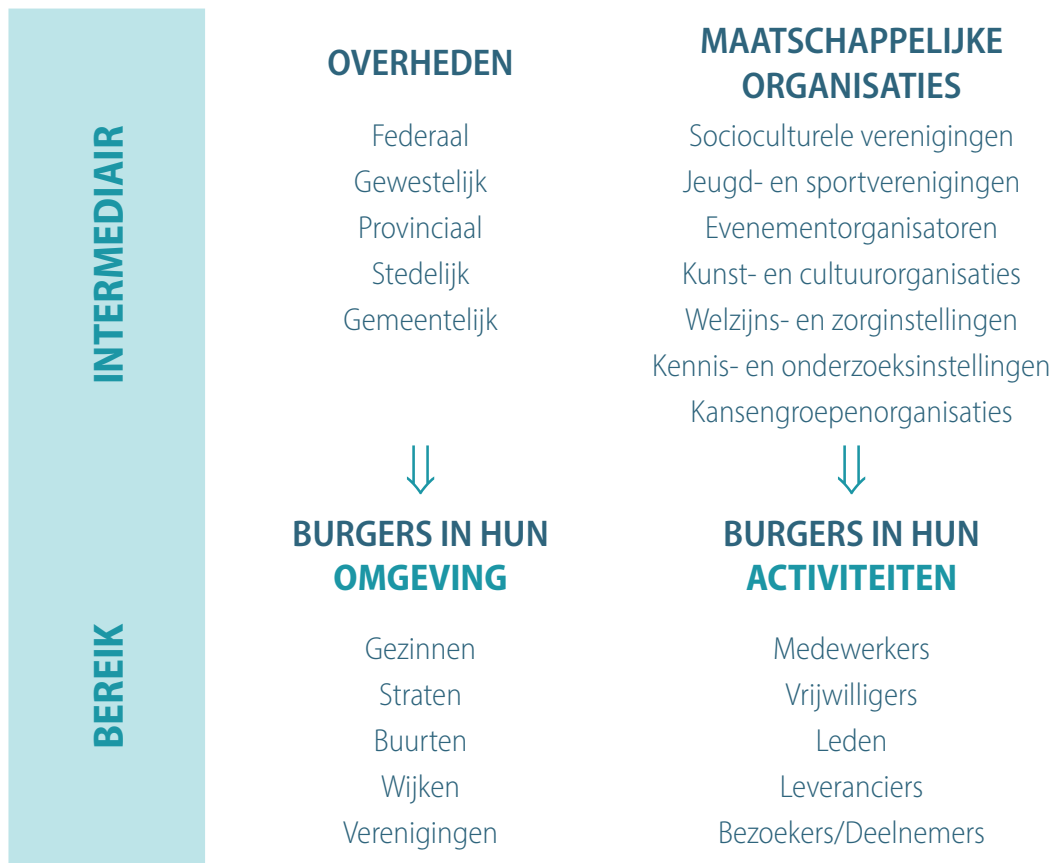 INTERMEDIAIR
OVERHEDEN
Federaal
Gewestelijk
Provinciaal
Stedelijk
Gemeentelijk
MAATSCHAPPELIJKE
ORGANISATIES
Socioculturele verenigingen
Jeugd- en sportverenigingen
Evenementorganisatoren
Kunst- en cultuurorganisaties
Welzijns- en zorginstellingen
Kennis- en onderzoeksinstellingen
Kansengroepenorganisaties
BEREIK
BURGERS IN HUN
OMGEVING
Gezinnen
Straten
Buurten
Wijken
Verenigingen
BURGERS IN HUN
ACTIVITEITEN
Medewerkers
Vrijwilligers
Leden
Leveranciers
Bezoekers/Deelnemers